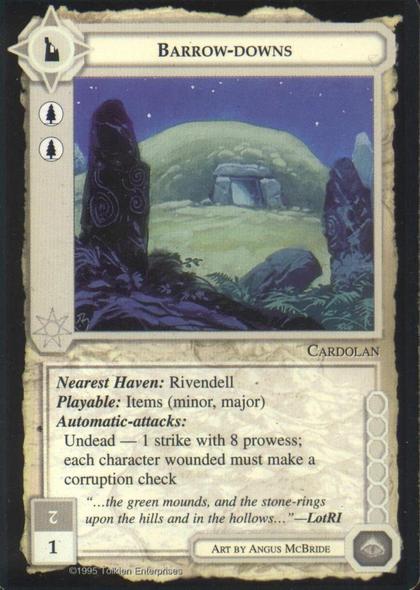 BARROW-DOWNS
CARDOLAN
Nearest Haven: Rivendell
Playable: Items (minor, major)
Automatic-attacks:
Undead — 1 strike with 8 prowess;
each character wounded must make a
corruption check
“…the green mounds, and the stone-rings
upon the hills and in the hollows…”—LotRI
2
1
ART BY ANGUS MCBRIDE
©1995 Tolkien Enterprises